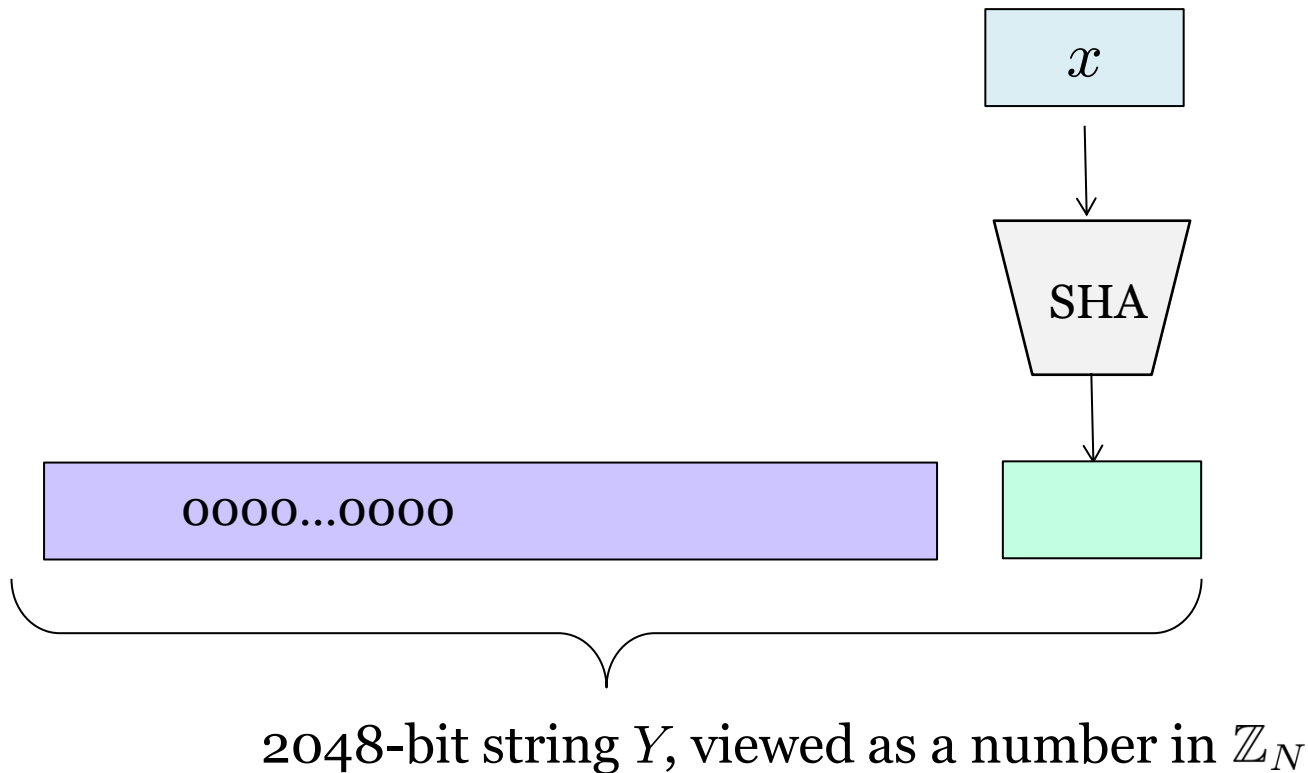 x
SHA
0000...0000
2048-bit string Y, viewed as a number in ℤ_N